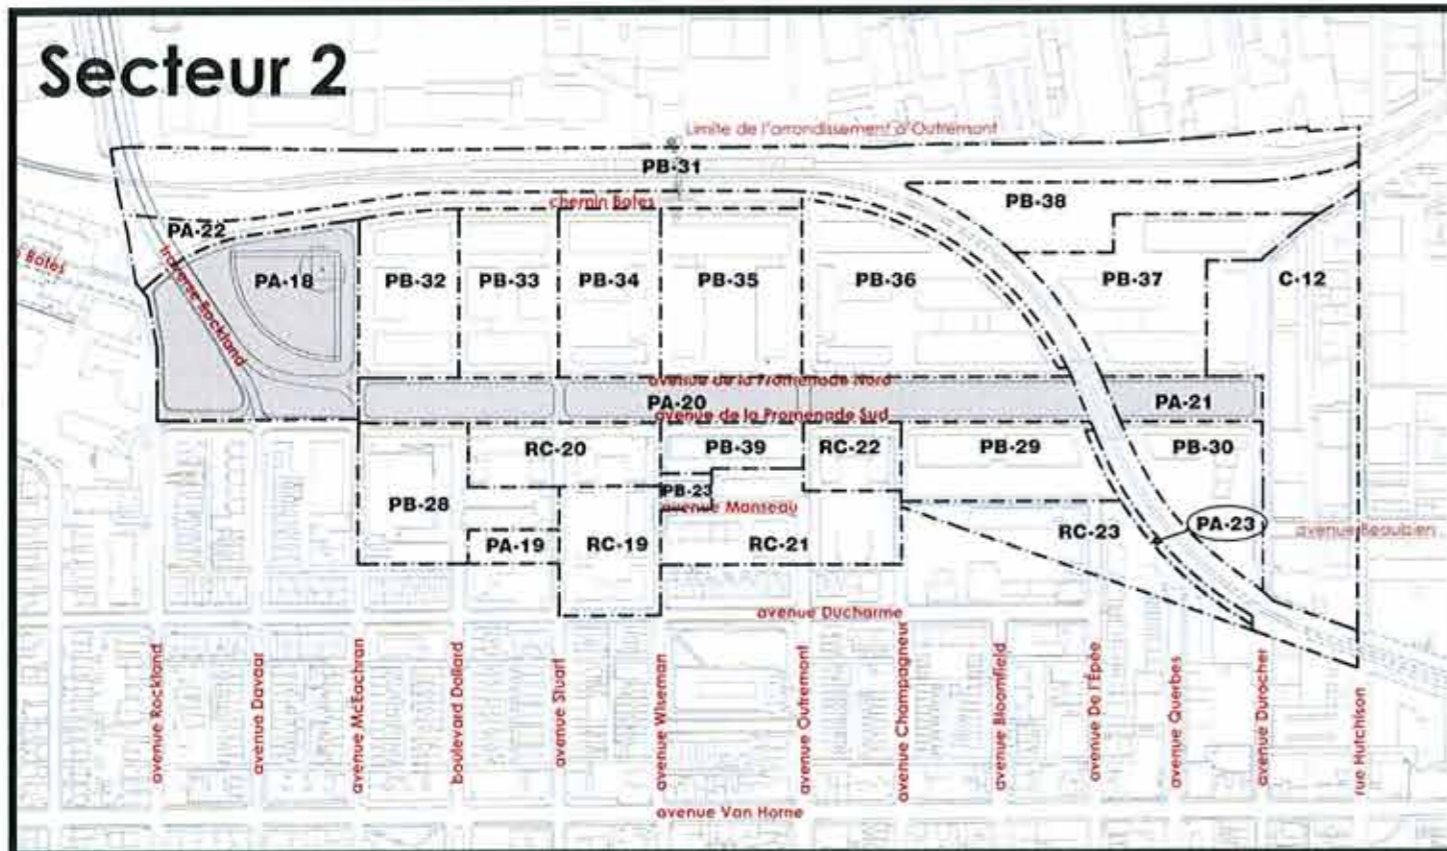 Secteur 2
Limite de l'arrondissement d'Outremont
PB-31
PB-38
chemin Bates
PA-22
Bates
traverse Rockland
PA-18
PB-32
PB-33
PB-34
PB-35
PB-36
PB-37
C-12
avenue de la Promenade Nord
PA-20
PA-21
avenue de la Promenade Sud
RC-20
PB-39
RC-22
PB-29
PB-30
PB-28
PB-23
avenue Manseau
PA-19
RC-19
RC-21
RC-23
PA-23
avenue Beaubien
avenue Ducharme
avenue Rockland
avenue Davaar
avenue McEachran
boulevard Dollard
avenue Stuart
avenue Wiseman
avenue Outremont
avenue Champagneur
avenue Bloomfield
avenue De l'Épée
avenue Querbes
avenue Durocher
rue Hutchison
avenue Van Horne